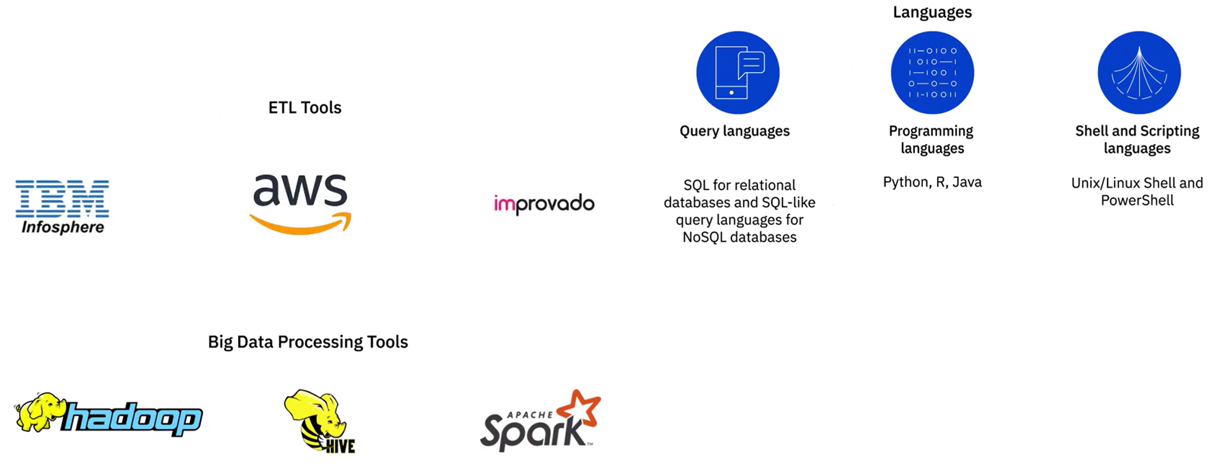 ETL Tools
IBM
Infosphere
aws
improvado
Big Data Processing Tools
hadoop
HIVE
APACHE
Spark™
Languages
Query languages
SQL for relational
databases and SQL-like
query languages for
NoSQL databases
Programming
languages
Python, R, Java
Shell and Scripting
languages
Unix/Linux Shell and
PowerShell